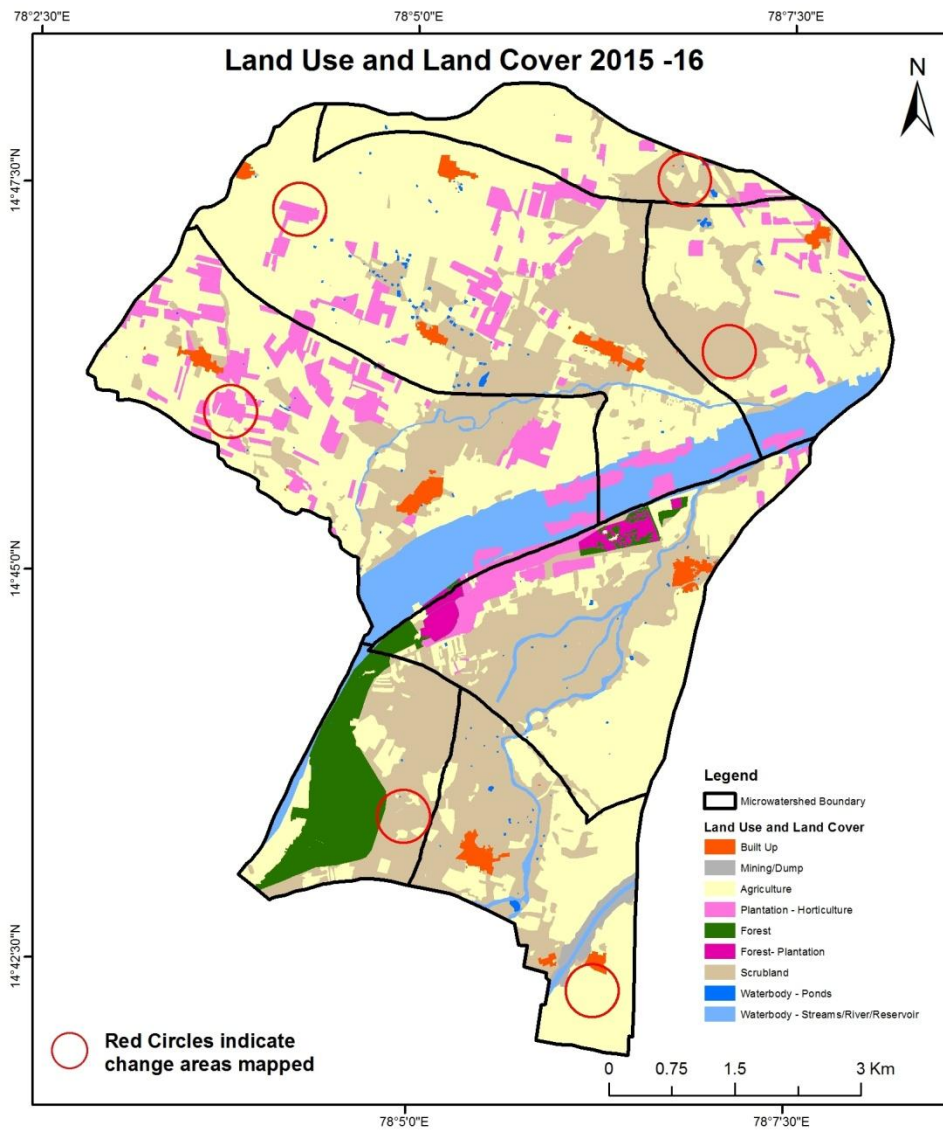 78°2'30"E 78°5'0"E 78°7'30"E
Land Use and Land Cover 2015 -16
N
14°47'30"N
14°45'0"N
14°42'30"N
Legend
Microwatershed Boundary
Land Use and Land Cover
Built Up
Mining/Dump
Agriculture
Plantation - Horticulture
Forest
Forest- Plantation
Scrubland
Waterbody - Ponds
Waterbody - Streams/River/Reservoir
Red Circles indicate
change areas mapped
0 0.75 1.5 3 Km
78°5'0"E 78°7'30"E